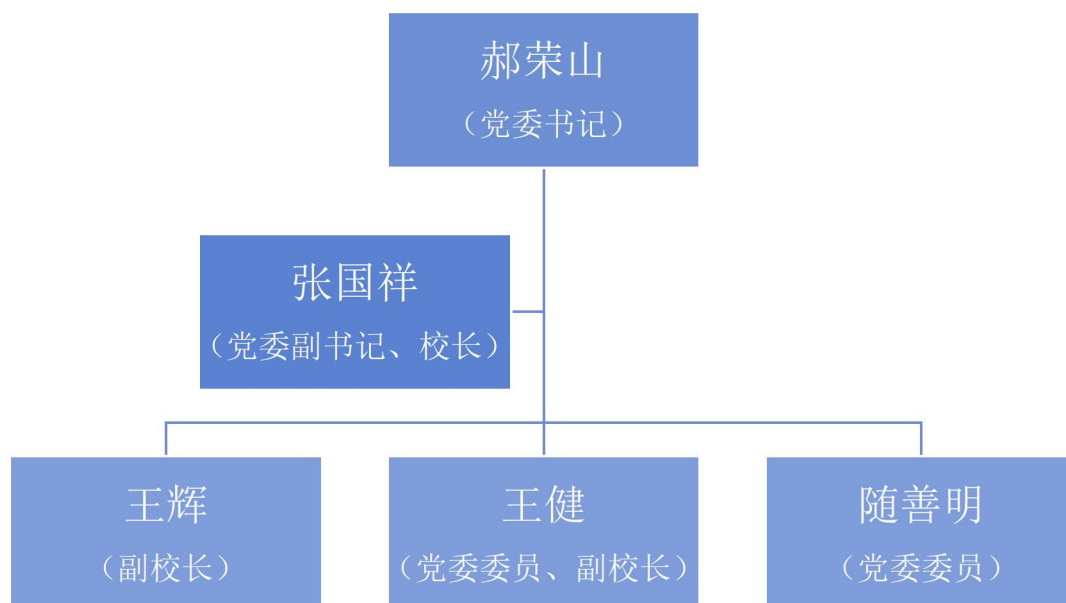 郝荣山
（党委书记）
张国祥
（党委副书记、校长）
王辉
（副校长）
王健
（党委委员、副校长）
随善明
（党委委员）